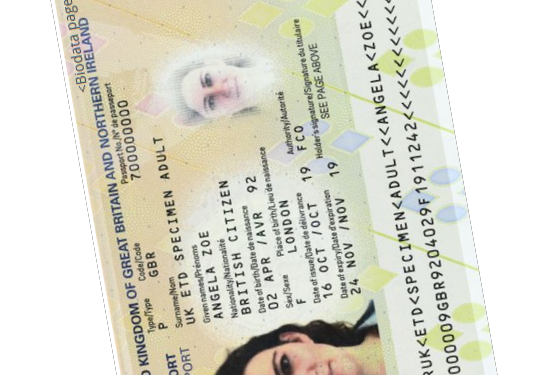 <Biodata page
D KINGDOM OF GREAT BRITAIN AND NORTHERN IRELAND
PORT
PORT
Type/Type Code/Code Passport No./Nº de passeport
P GBR 700000000
Surname/Nom
UK ETD SPECIMEN ADULT
Given names/Prénoms
ANGELA ZOE
Nationality/Nationalité
BRITISH CITIZEN
Date of birth/Date de naissance
02 APR /AVR 92
Sex/Sexe Place of birth/Lieu de naissance
F LONDON
Date of issue/Date de délivrance Authority/Autorité
16 OCT /OCT 19 FCO
Date of expiry/Date d'expiration Holder's signature/Signature du titulaire
24 NOV /NOV 19 SEE PAGE ABOVE
RUK<ETD<SPECIMEN<ADULT<<ANGELA<ZOE<<
00000096BR9204029F1911242<<<<<<<<<